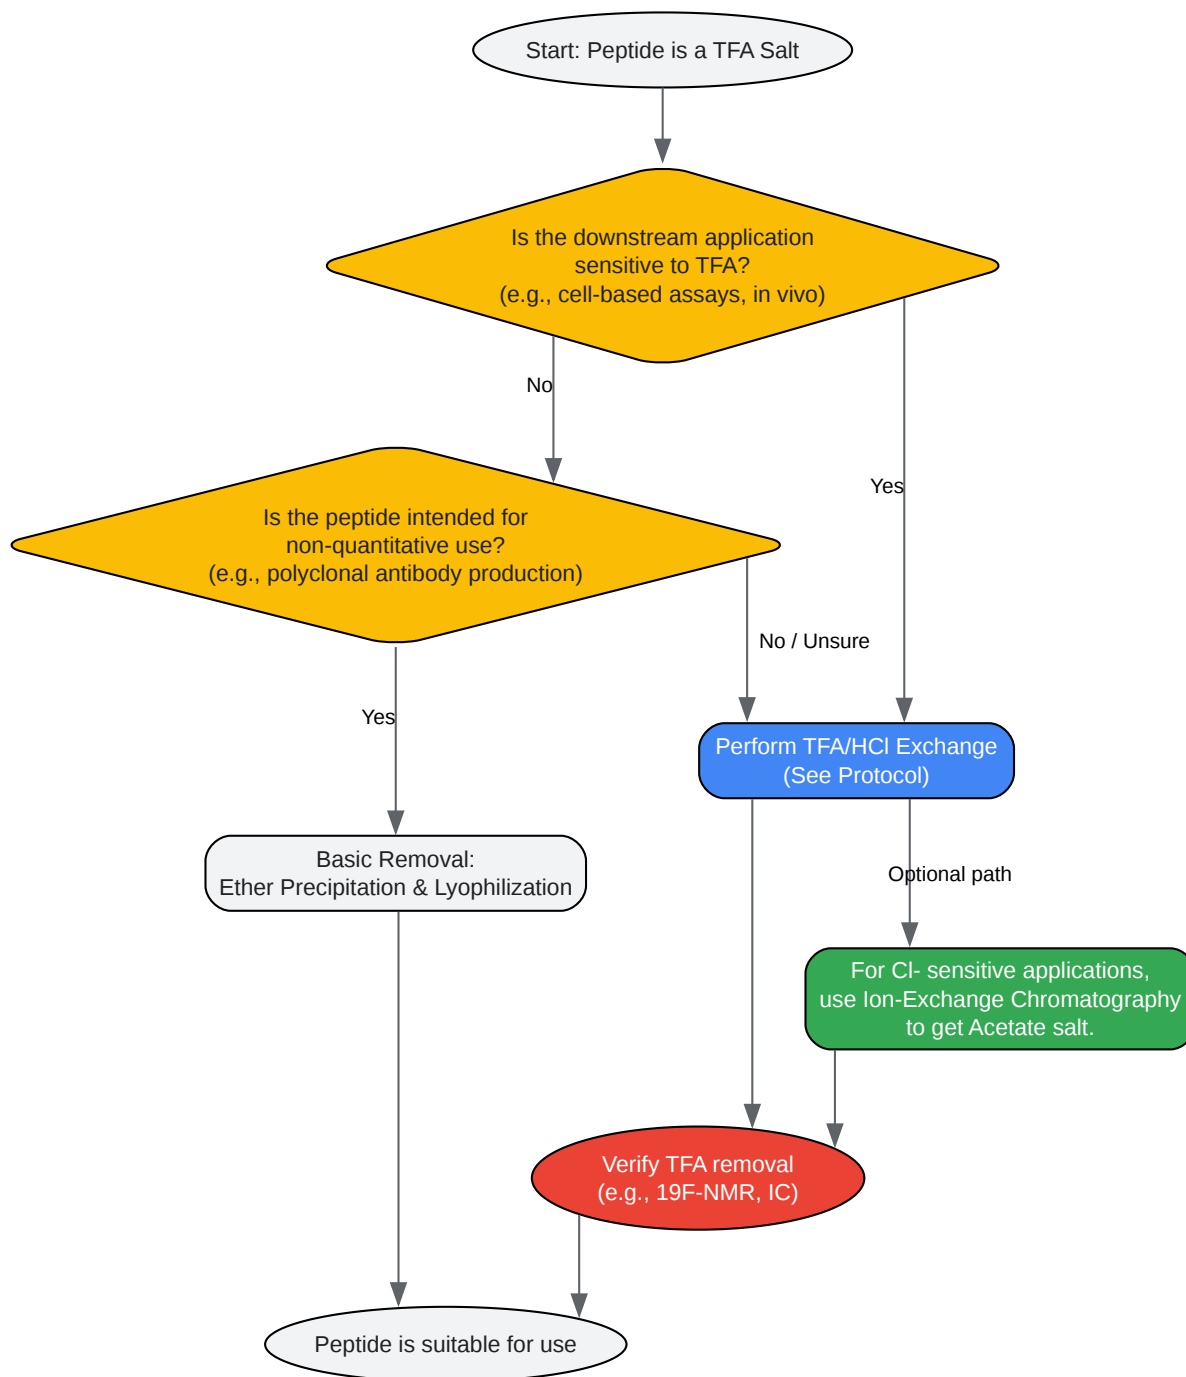 Start: Peptide is a TFA Salt
Is the downstream application
sensitive to TFA?
(e.g., cell-based assays, in vivo)
No
Yes
Is the peptide intended for
non-quantitative use?
(e.g., polyclonal antibody production)
No / Unsure
Yes
Perform TFA/HCl Exchange
(See Protocol)
Basic Removal:
Ether Precipitation & Lyophilization
Optional path
For Cl- sensitive applications,
use Ion-Exchange Chromatography
to get Acetate salt.
Verify TFA removal
(e.g., 19F-NMR, IC)
Peptide is suitable for use